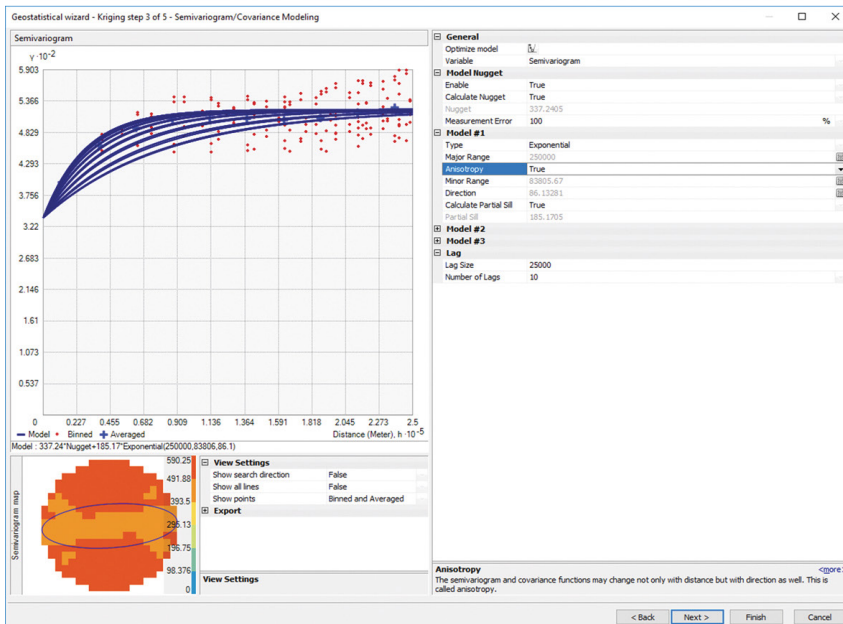 Geostatistical wizard - Kriging step 3 of 5 - Semivariogram/Covariance Modeling
Semivariogram
γ ·10⁻²
5.903
5.366
4.829
4.293
3.756
3.22
2.683
2.146
1.61
1.073
0.537
0 0.227 0.455 0.682 0.909 1.136 1.364 1.591 1.818 2.045 2.273 2.5
Model Binned Averaged Distance (Meter), h ·10⁻⁵
Model : 337.24*Nugget+185.17*Exponential(250000,83806,86.1)
Semivariogram map
590.25
491.88
393.5
295.13
196.75
98.376
0
View Settings
Show search direction False
Show all lines False
Show points Binned and Averaged
Export
View Settings
General
Optimize model
Variable Semivariogram
Model Nugget
Enable True
Calculate Nugget True
Nugget 337.2405
Measurement Error 100 %
Model #1
Type Exponential
Major Range 250000
Anisotropy True
Minor Range 83805.67
Direction 86.13281
Calculate Partial Sill True
Partial Sill 185.1705
Model #2
Model #3
Lag
Lag Size 25000
Number of Lags 10
Anisotropy <more>
The semivariogram and covariance functions may change not only with distance but with direction as well. This is
called anisotropy.
< Back Next > Finish Cancel